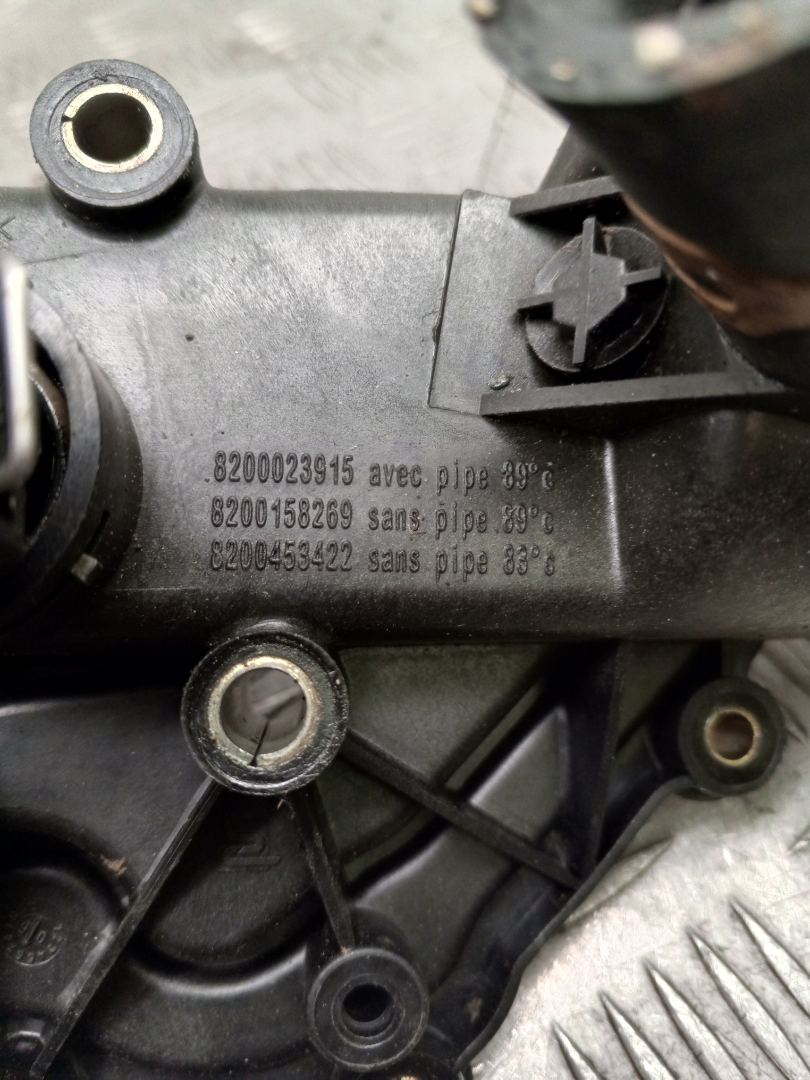 8200023915 avec pipe 89°c
8200158269 sans pipe 89°c
8200453422 sans pipe 83°c